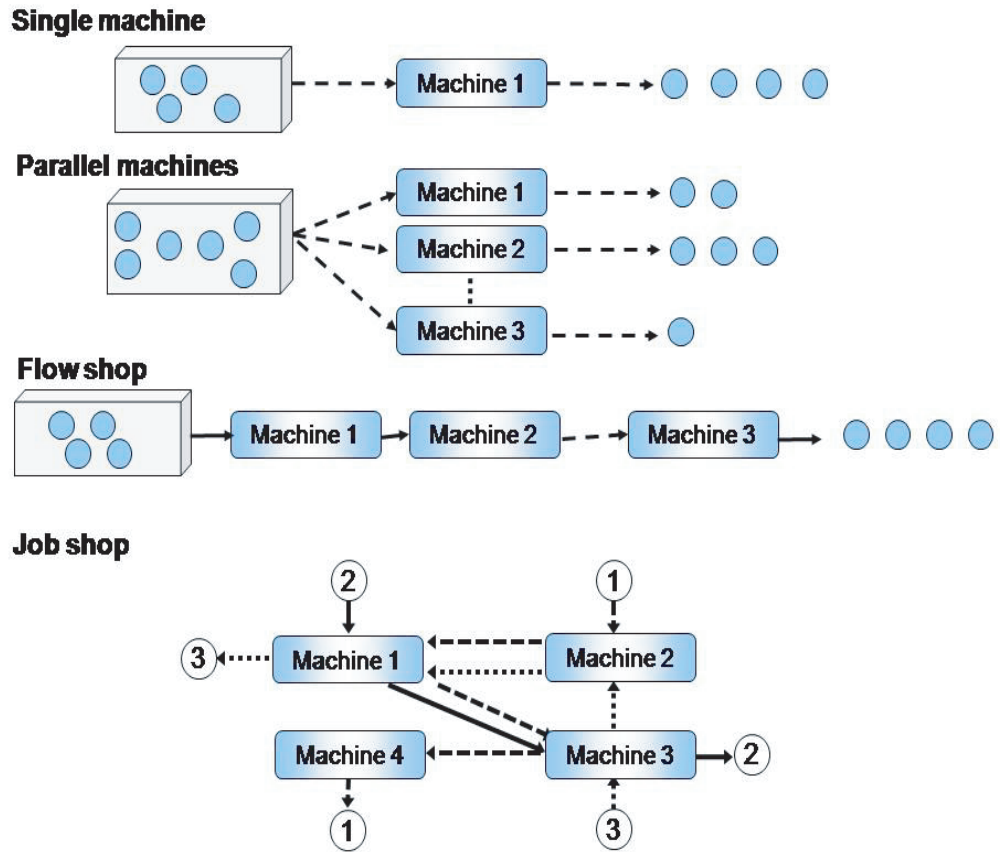 Single machine
Machine 1
Parallel machines
Machine 1
Machine 2
Machine 3
Flow shop
Machine 1
Machine 2
Machine 3
Job shop
2
1
3
Machine 1
Machine 2
Machine 4
Machine 3
2
1
3